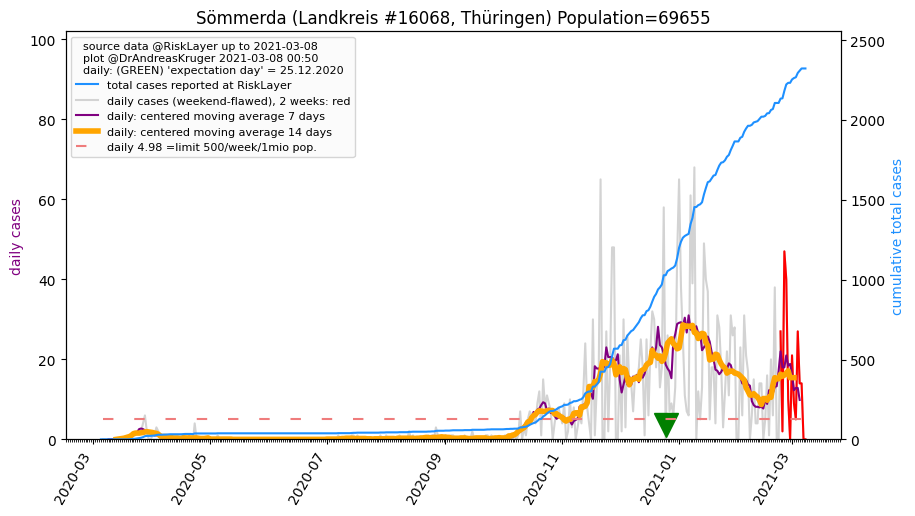 Sömmerda (Landkreis #16068, Thüringen) Population=69655
source data @RiskLayer up to 2021-03-08
plot @DrAndreasKruger 2021-03-08 00:50
daily: (GREEN) 'expectation day' = 25.12.2020
total cases reported at RiskLayer
daily cases (weekend-flawed), 2 weeks: red
daily: centered moving average 7 days
daily: centered moving average 14 days
daily 4.98 =limit 500/week/1mio pop.
daily cases
100
80
60
40
20
0
cumulative total cases
2500
2000
1500
1000
500
0
2020-03
2020-05
2020-07
2020-09
2020-11
2021-01
2021-03